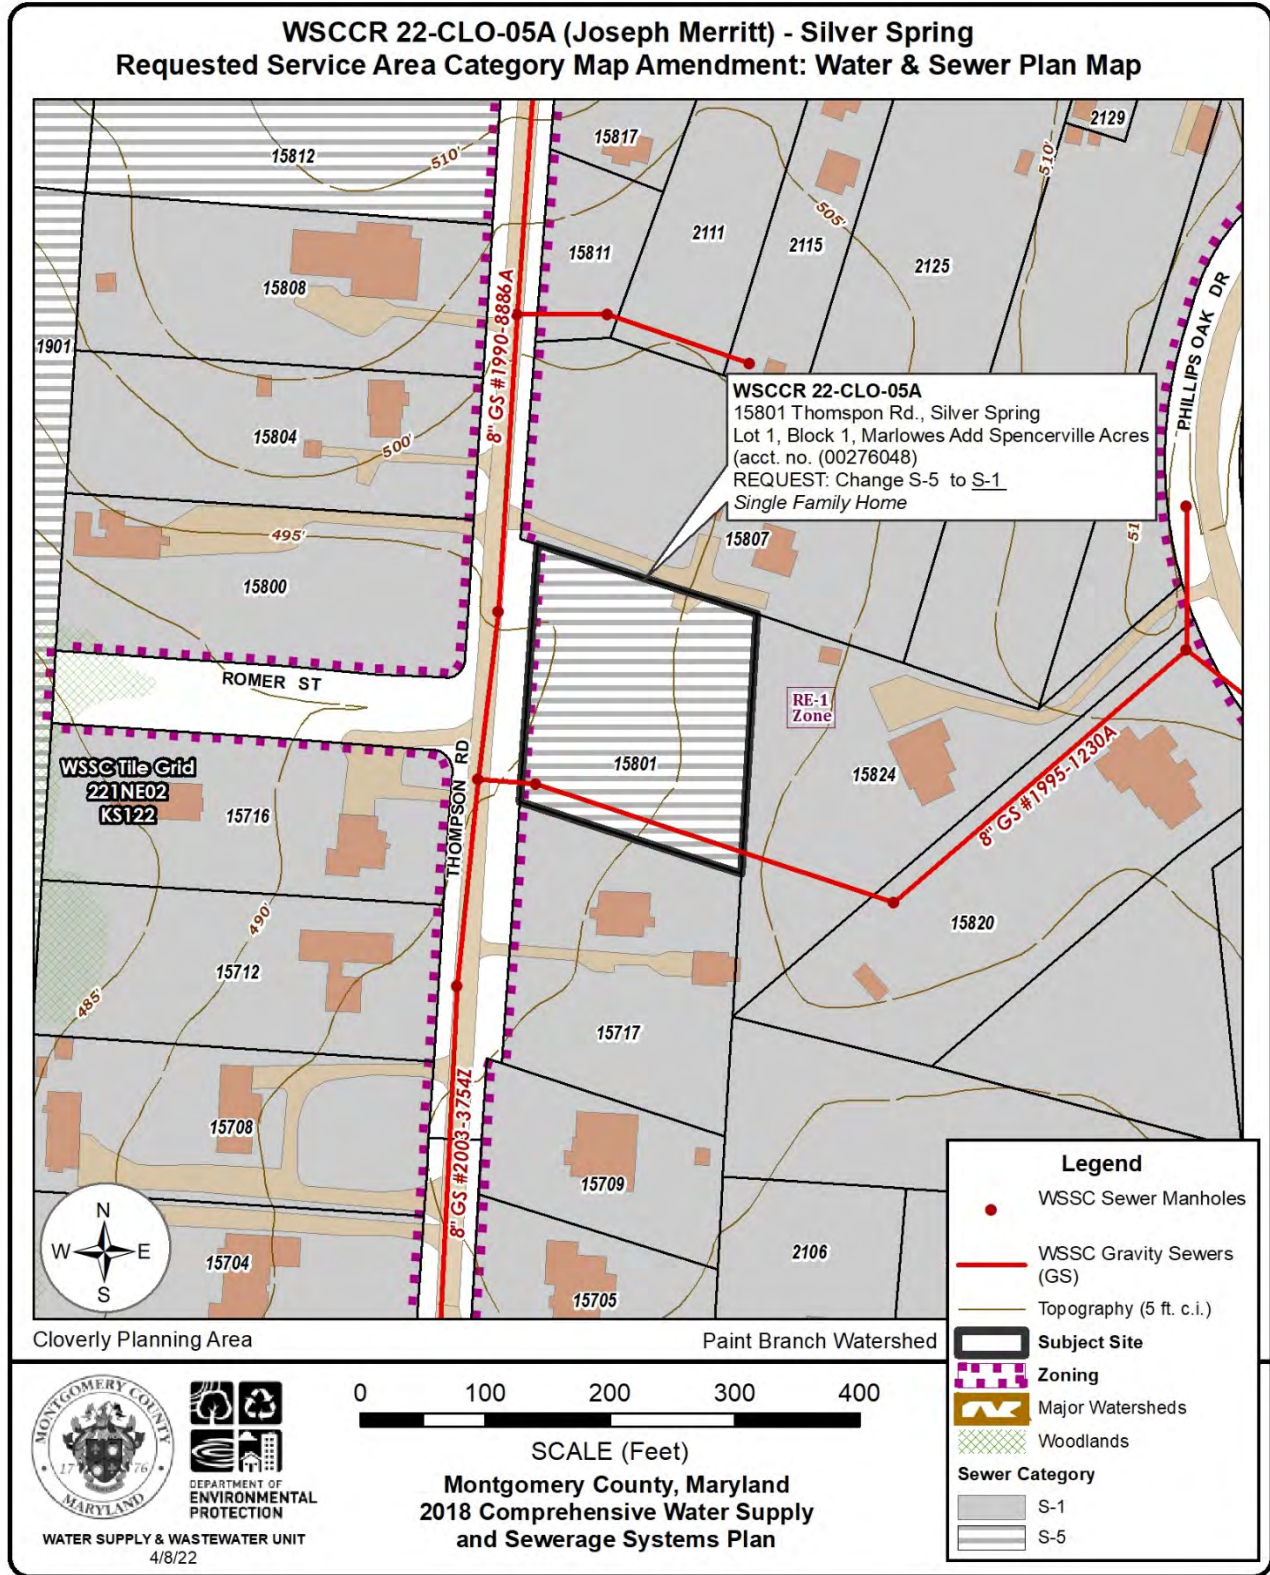 WSCCR 22-CLO-05A (Joseph Merritt) - Silver Spring
Requested Service Area Category Map Amendment: Water & Sewer Plan Map
15812
510'
15817
2129
510'
505'
15811
2111
2115
2125
15808
8" GS #1990-8886A
PHILLIPS OAK DR
1901
15804
500'
WSCCR 22-CLO-05A
15801 Thomspon Rd., Silver Spring
Lot 1, Block 1, Marlowes Add Spencerville Acres
(acct. no. (00276048)
REQUEST: Change S-5 to S-1
Single Family Home
495'
15807
51
15800
ROMER ST
RE-1
Zone
THOMPSON RD
15801
15824
8" GS #1995-1230A
WSSC Tile Grid
221NE02
KS122
15716
490'
15820
15712
485'
15717
8" GS #2003-3754Z
15708
15709
15704
15705
2106
N
W E
S
Legend
WSSC Sewer Manholes
WSSC Gravity Sewers
(GS)
Topography (5 ft. c.i.)
Subject Site
Zoning
Major Watersheds
Woodlands
Sewer Category
S-1
S-5
Cloverly Planning Area
Paint Branch Watershed
MONTGOMERY COUNTY
17 76
MARYLAND
DEPARTMENT OF
ENVIRONMENTAL
PROTECTION
WATER SUPPLY & WASTEWATER UNIT
4/8/22
0 100 200 300 400
SCALE (Feet)
Montgomery County, Maryland
2018 Comprehensive Water Supply
and Sewerage Systems Plan